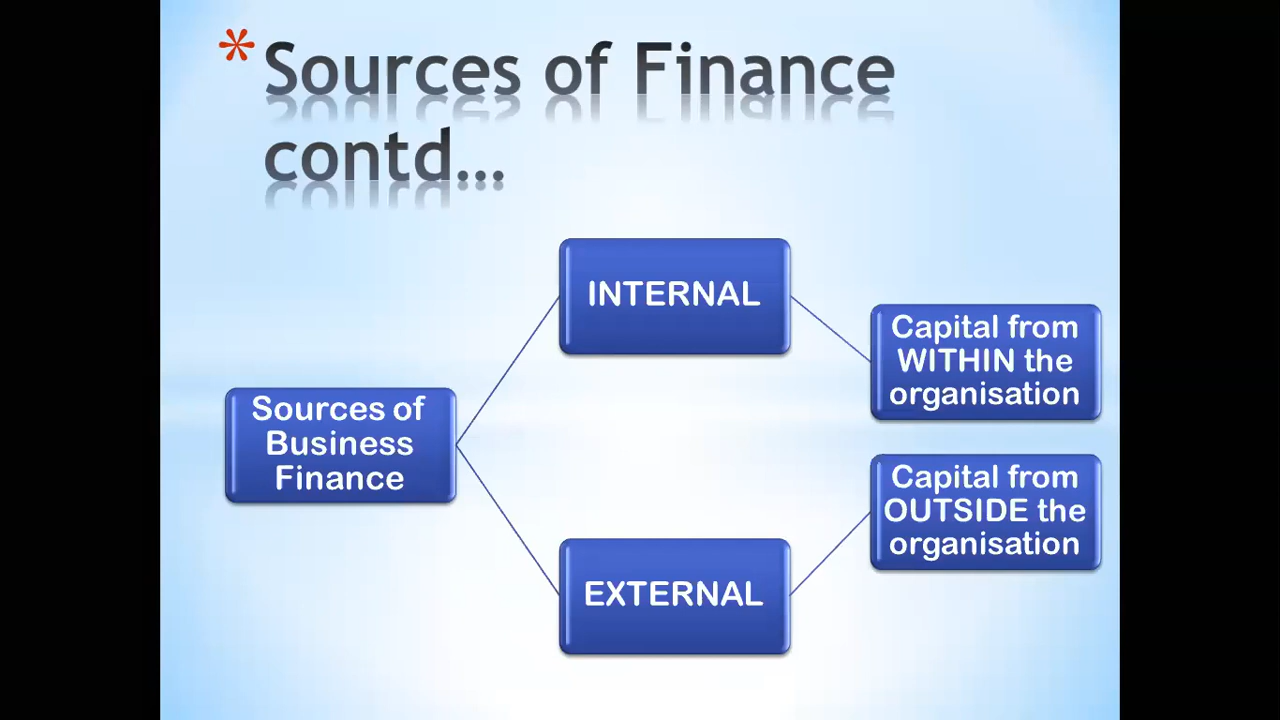 * Sources of Finance
contd...
INTERNAL
Capital from
WITHIN the
organisation
Sources of
Business
Finance
Capital from
OUTSIDE the
organisation
EXTERNAL